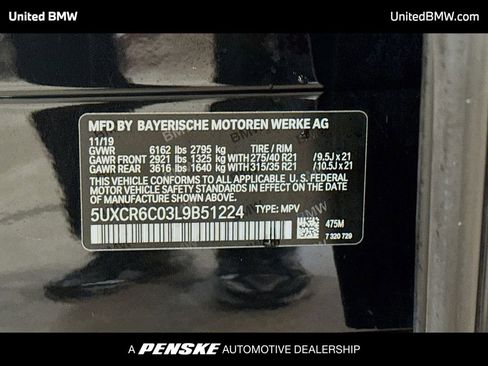 United BMW
UnitedBMW.com
MFD BY BAYERISCHE MOTOREN WERKE AG
11/19
GVWR 6162 lbs 2795 kg TIRE / RIM
GAWR FRONT 2921 lbs 1325 kg WITH 275/40 R21 /9.5J x 21
GAWR REAR 3616 lbs 1640 kg WITH 315/35 R21 /10.5J x 21
THIS VEHICLE CONFORMS TO ALL APPLICABLE U.S. FEDERAL MOTOR
VEHICLE SAFETY STANDARDS IN EFFECT ON THE DATE OF
MANUFACTURE SHOWN ABOVE.
5UXCR6C03L9B51224 TYPE: MPV
475M
7 320 729
A PENSKE AUTOMOTIVE DEALERSHIP